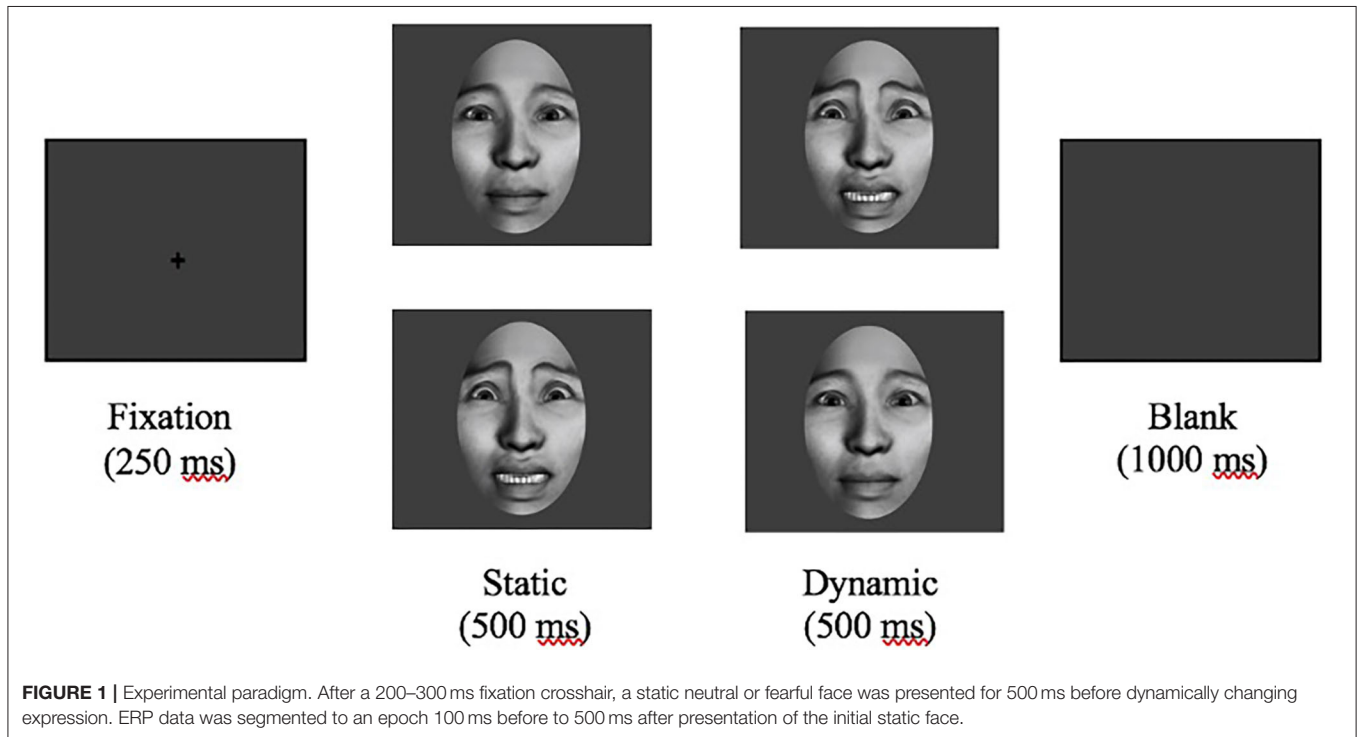 Fixation
(250 ms)
Static
(500 ms)
Dynamic
(500 ms)
Blank
(1000 ms)
FIGURE 1 | Experimental paradigm. After a 200–300 ms fixation crosshair, a static neutral or fearful face was presented for 500 ms before dynamically changing
expression. ERP data was segmented to an epoch 100 ms before to 500 ms after presentation of the initial static face.